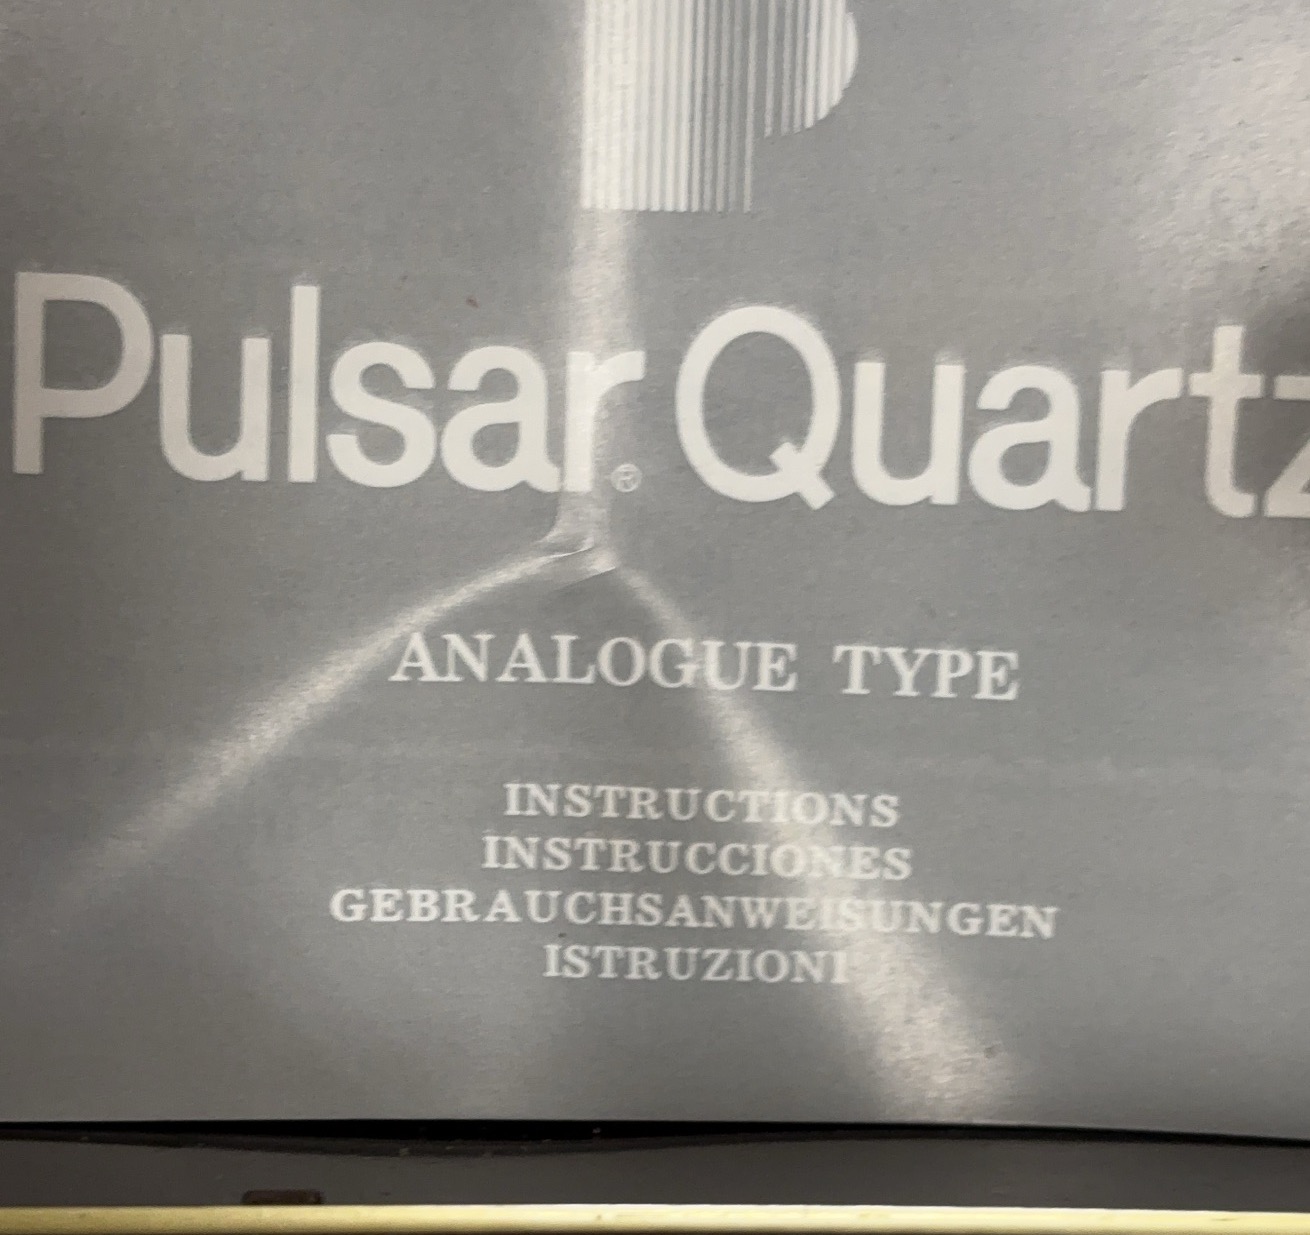 Pulsar® Quartz
ANALOGUE TYPE
INSTRUCTIONS
INSTRUCCIONES
GEBRAUCHSANWEISUNGEN
ISTRUZIONI